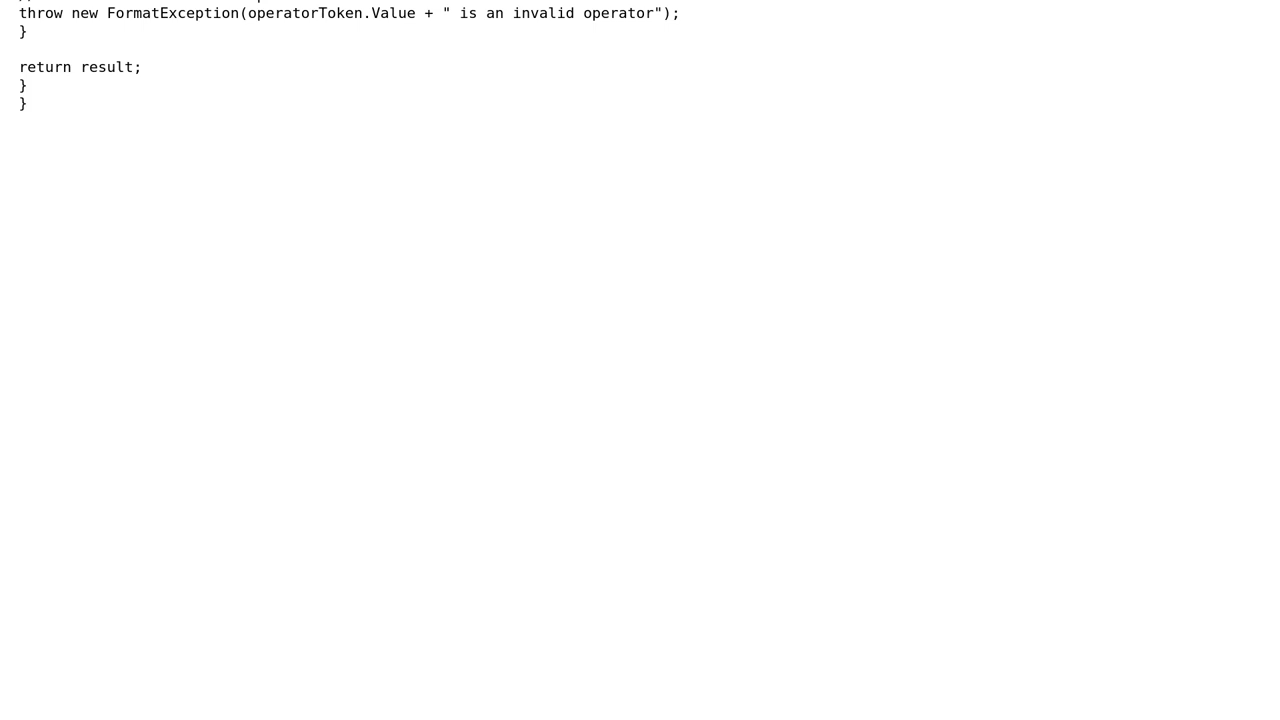 throw new FormatException(operatorToken.Value + " is an invalid operator");
}

return result;
}
}